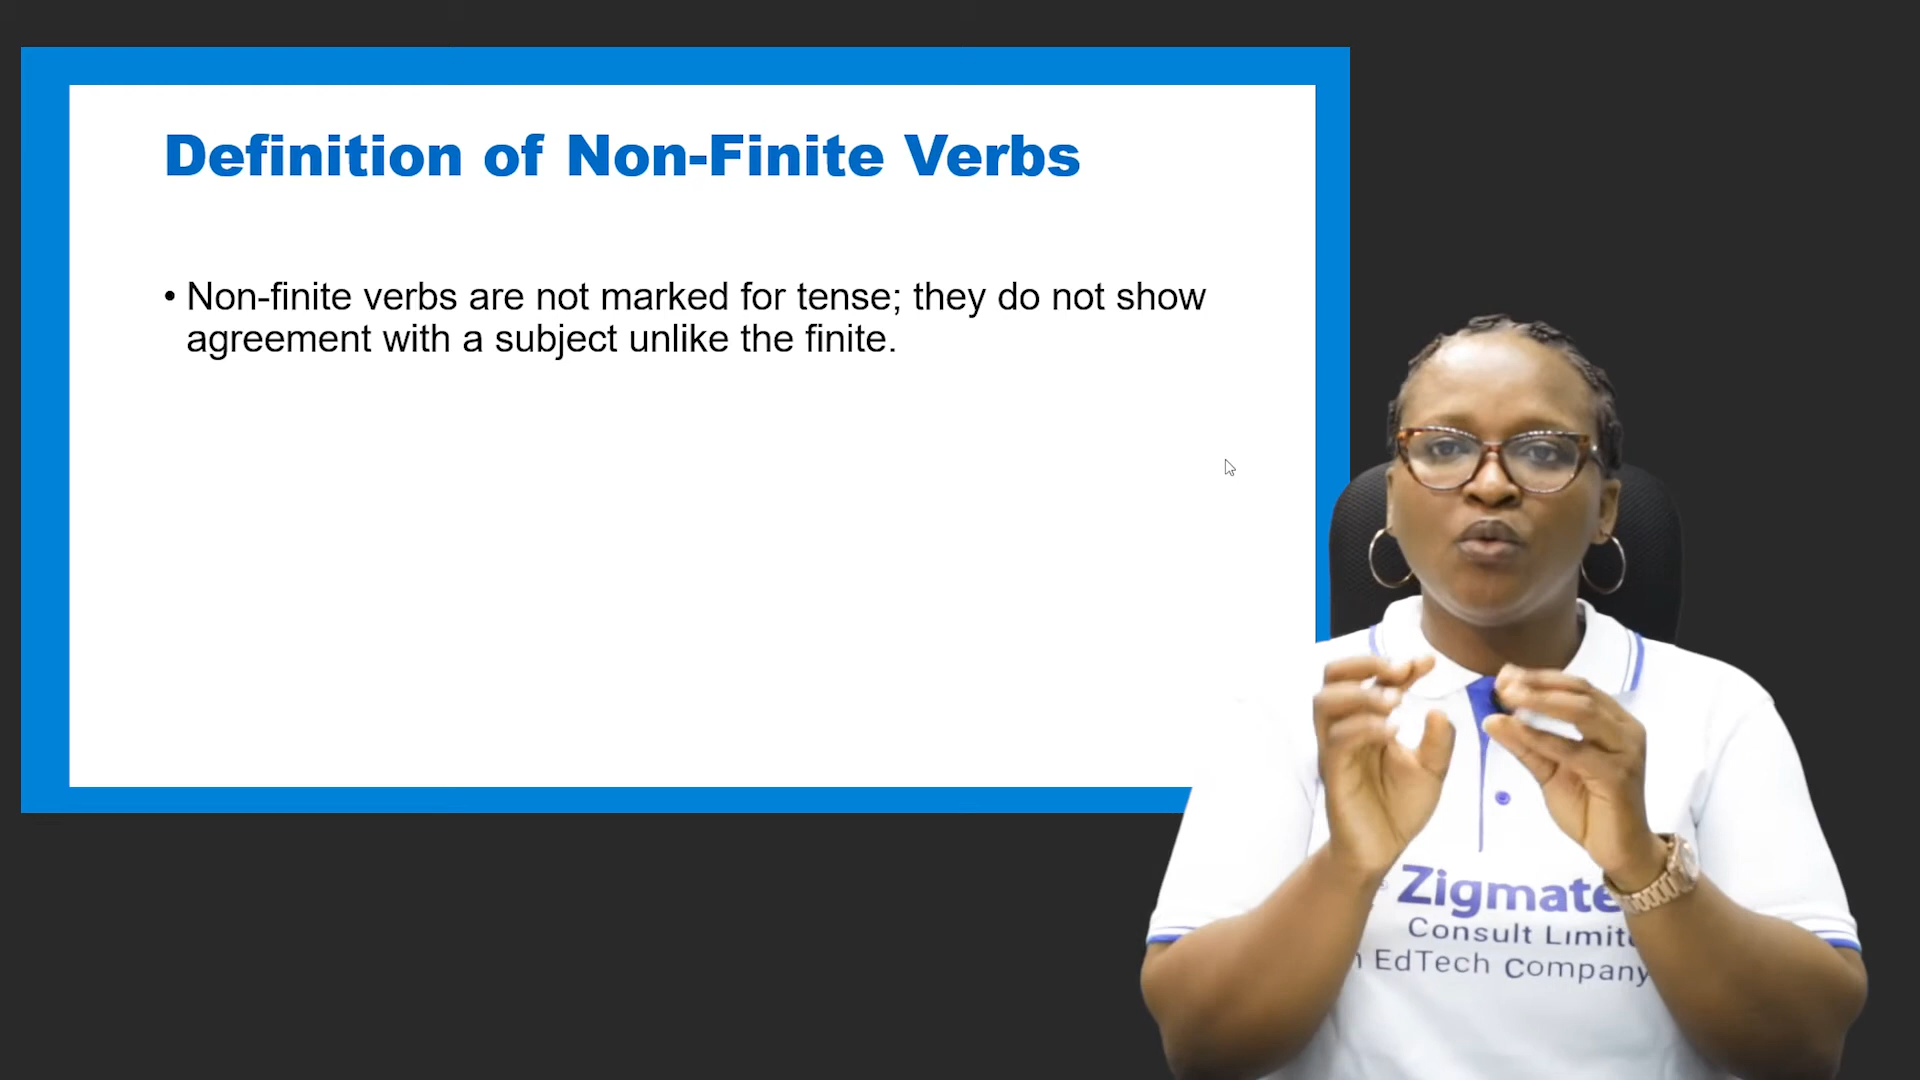 Definition of Non-Finite Verbs
• Non-finite verbs are not marked for tense; they do not show
agreement with a subject unlike the finite.
Zigmate
Consult Limite
n EdTech Company